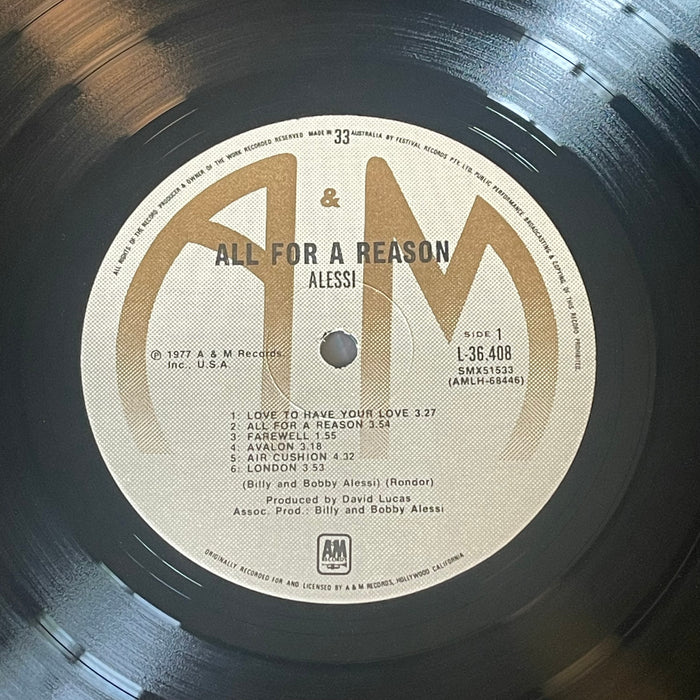 ALL RIGHTS OF THE RECORD PRODUCER & OWNER OF THE WORK RECORDED RESERVED MADE IN 33 AUSTRALIA BY FESTIVAL RECORDS PTY. LTD. PUBLIC PERFORMANCE BROADCASTING & COPYING OF THIS RECORD PROHIBITED.
A & M
ALL FOR A REASON
ALESSI
SIDE 1
L-36,408
SMX51533
(AMLH-68446)
℗ 1977 A & M Records,
Inc., U.S.A.
1: LOVE TO HAVE YOUR LOVE 3.27
2: ALL FOR A REASON 3.54
3: FAREWELL 1.55
4: AVALON 3.18
5: AIR CUSHION 4.32
6: LONDON 3 53
(Billy and Bobby Alessi) (Rondor)
Produced by David Lucas
Assoc. Prod.: Billy and Bobby Alessi
AM
RECORDS
ORIGINALLY RECORDED FOR AND LICENSED BY A & M RECORDS, HOLLYWOOD CALIFORNIA